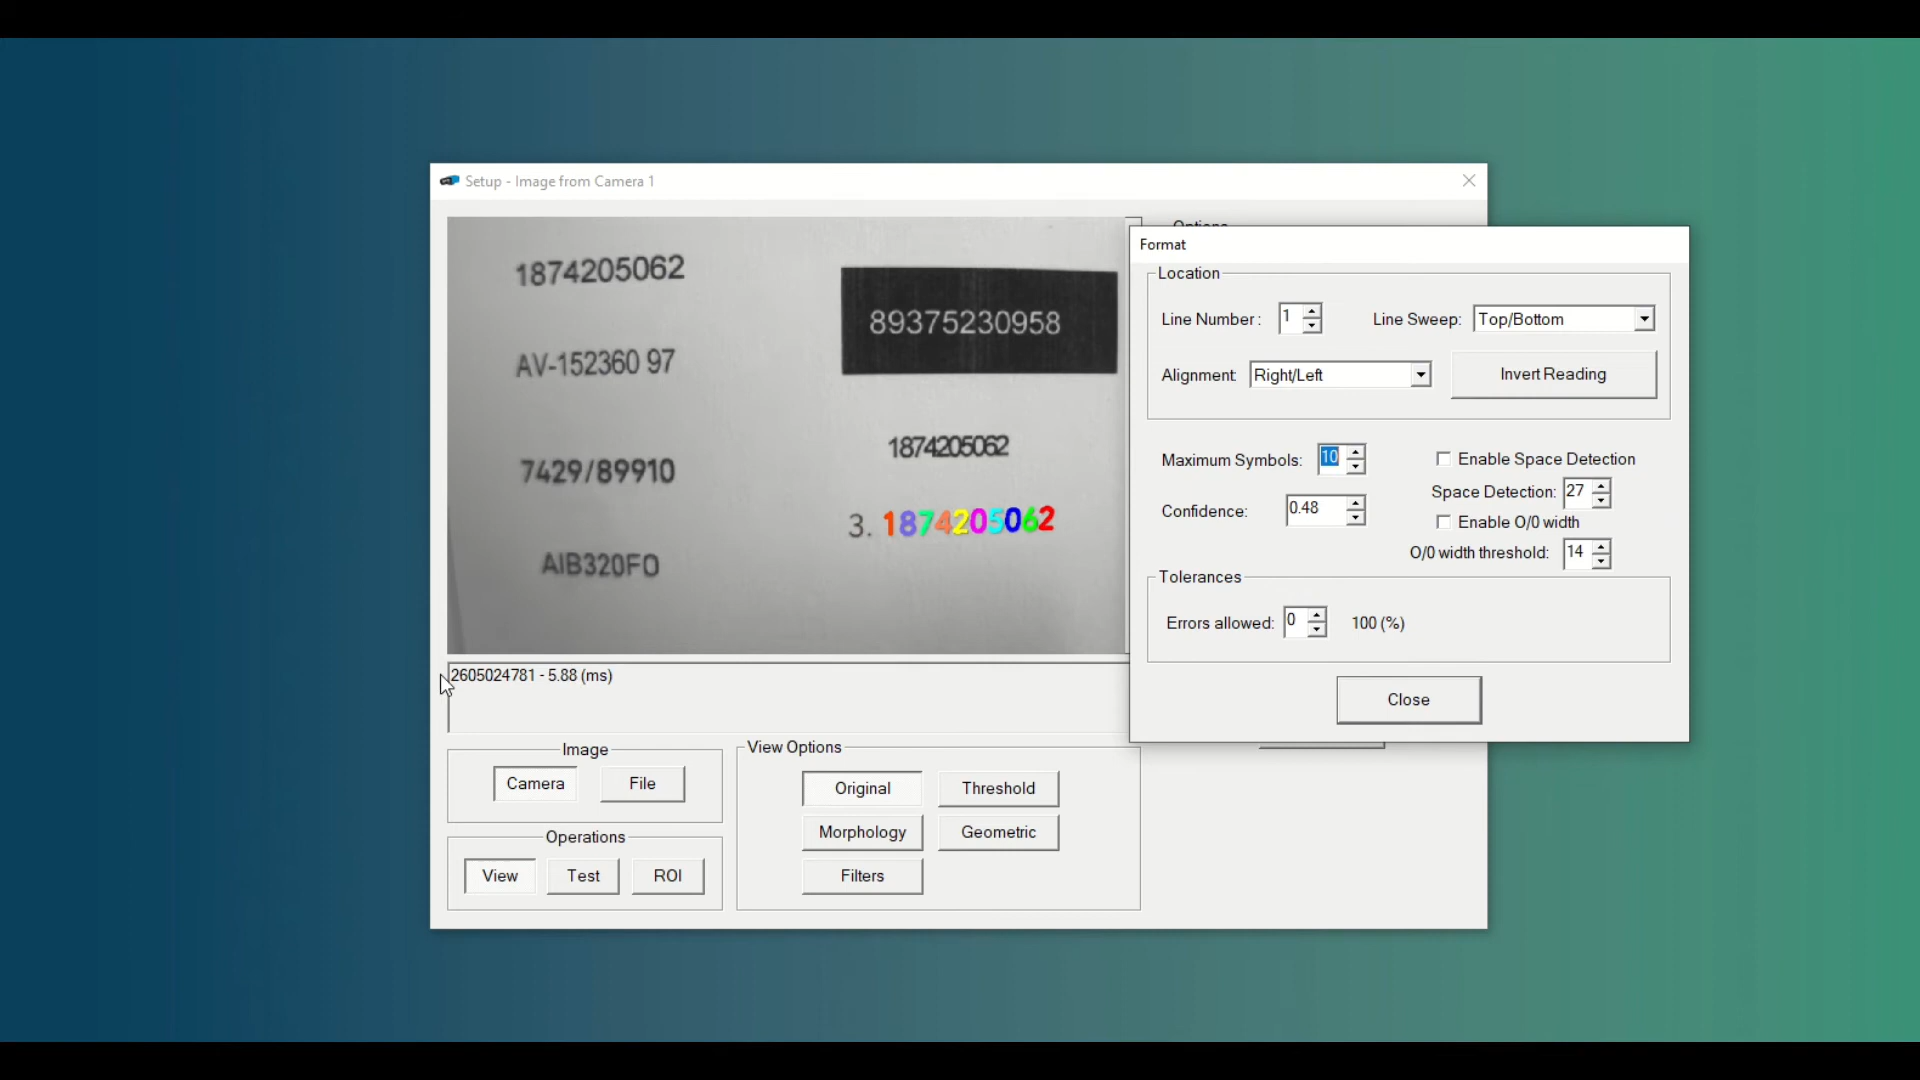 Setup - Image from Camera 1
Options
1874205062
AV-152360 97
7429/89910
AIB320FO
89375230958
1874205062
3. 1874205062
2605024781 - 5.88 (ms)
Image
Camera
File
Operations
View
Test
ROI
View Options
Original
Threshold
Morphology
Geometric
Filters
Format
Location
Line Number :
1
Line Sweep:
Top/Bottom
Alignment
Right/Left
Invert Reading
Maximum Symbols:
10
Enable Space Detection
Space Detection:
27
Confidence:
0.48
Enable O/0 width
O/0 width threshold:
14
Tolerances
Errors allowed:
0
100 (%)
Close